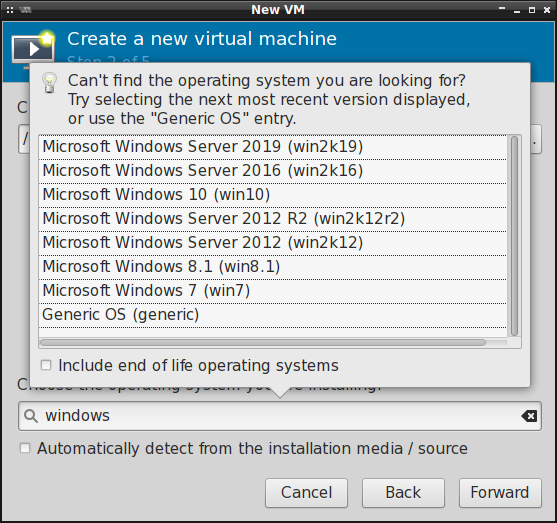 New VM
Create a new virtual machine
Step 2 of 5
Can't find the operating system you are looking for?
Try selecting the next most recent version displayed,
or use the "Generic OS" entry.
Microsoft Windows Server 2019 (win2k19)
Microsoft Windows Server 2016 (win2k16)
Microsoft Windows 10 (win10)
Microsoft Windows Server 2012 R2 (win2k12r2)
Microsoft Windows Server 2012 (win2k12)
Microsoft Windows 8.1 (win8.1)
Microsoft Windows 7 (win7)
Generic OS (generic)
Include end of life operating systems
Choose the operating system you are installing:
windows
Automatically detect from the installation media / source
Cancel
Back
Forward